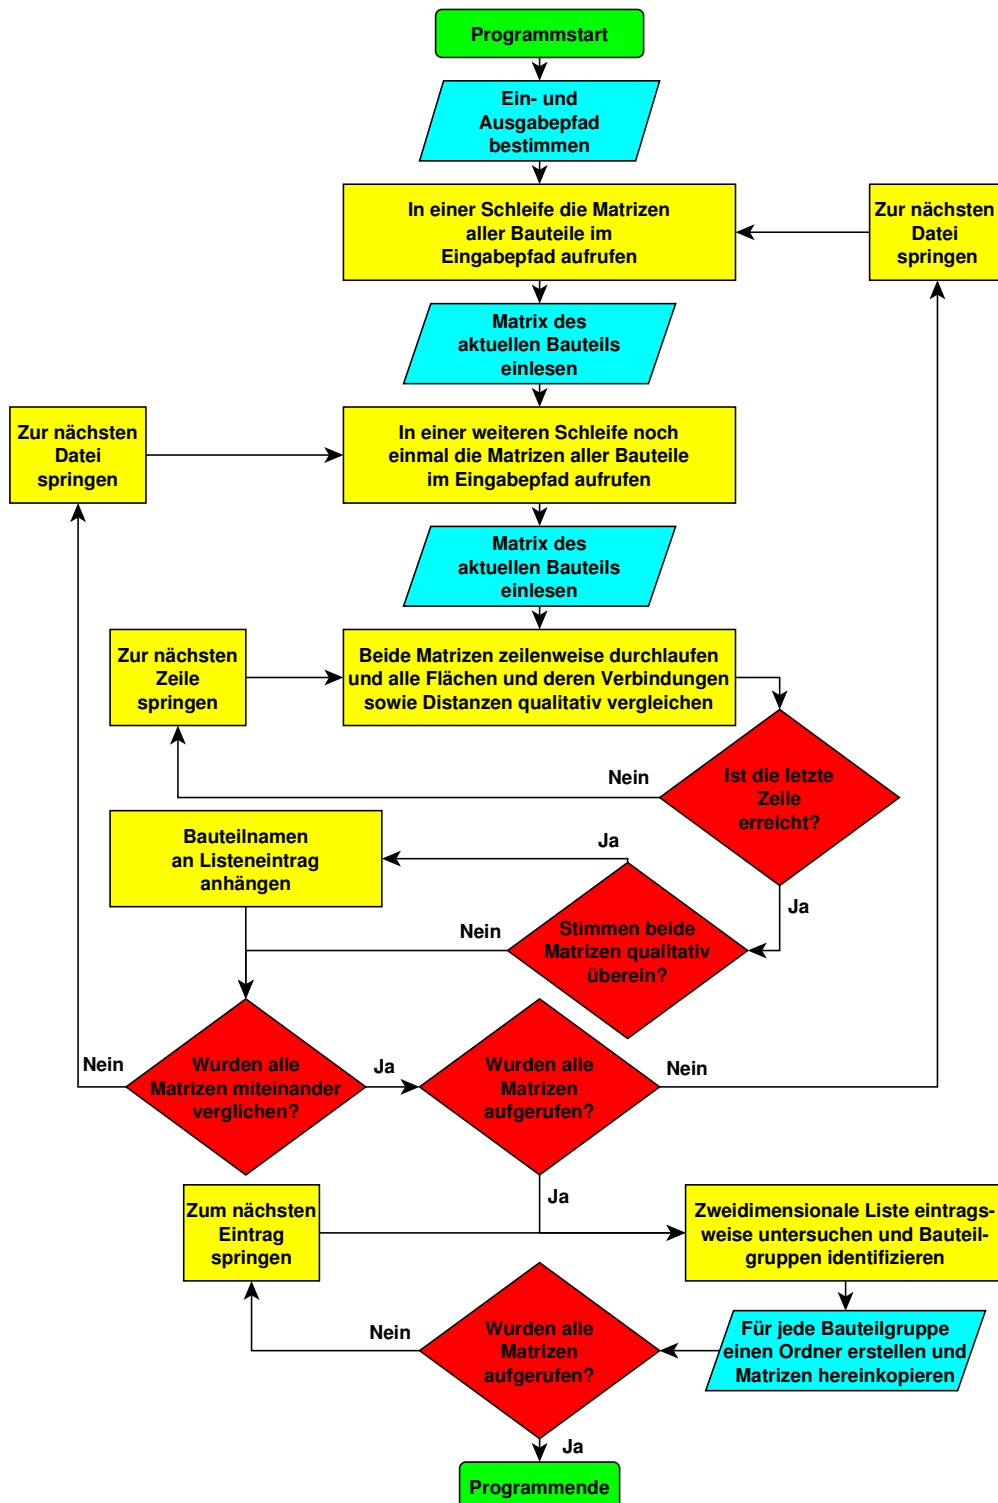 Programmstart
Ein- und
Ausgabepfad
bestimmen
In einer Schleife die Matrizen
aller Bauteile im
Eingabepfad aufrufen
Zur nächsten
Datei
springen
Matrix des
aktuellen Bauteils
einlesen
Zur nächsten
Datei
springen
In einer weiteren Schleife noch
einmal die Matrizen aller Bauteile
im Eingabepfad aufrufen
Matrix des
aktuellen Bauteils
einlesen
Zur nächsten
Zeile
springen
Beide Matrizen zeilenweise durchlaufen
und alle Flächen und deren Verbindungen
sowie Distanzen qualitativ vergleichen
Nein
Ist die letzte
Zeile
erreicht?
Bauteilnamen
an Listeneintrag
anhängen
Ja
Ja
Nein
Stimmen beide
Matrizen qualitativ
überein?
Nein
Wurden alle
Matrizen miteinander
verglichen?
Ja
Wurden alle
Matrizen
aufgerufen?
Nein
Ja
Zum nächsten
Eintrag
springen
Zweidimensionale Liste eintrags-
weise untersuchen und Bauteil-
gruppen identifizieren
Nein
Wurden alle
Matrizen
aufgerufen?
Für jede Bauteilgruppe
einen Ordner erstellen und
Matrizen hereinkopieren
Ja
Programmende